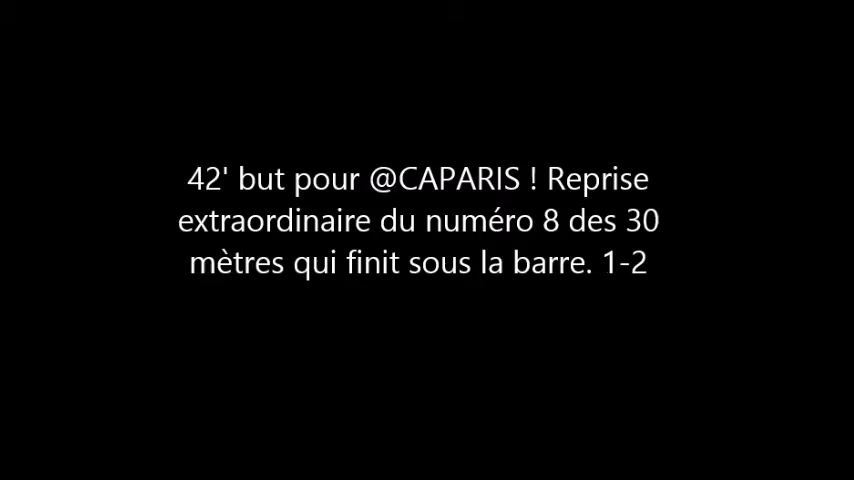 42' but pour @CAPARIS ! Reprise
extraordinaire du numéro 8 des 30
mètres qui finit sous la barre. 1-2